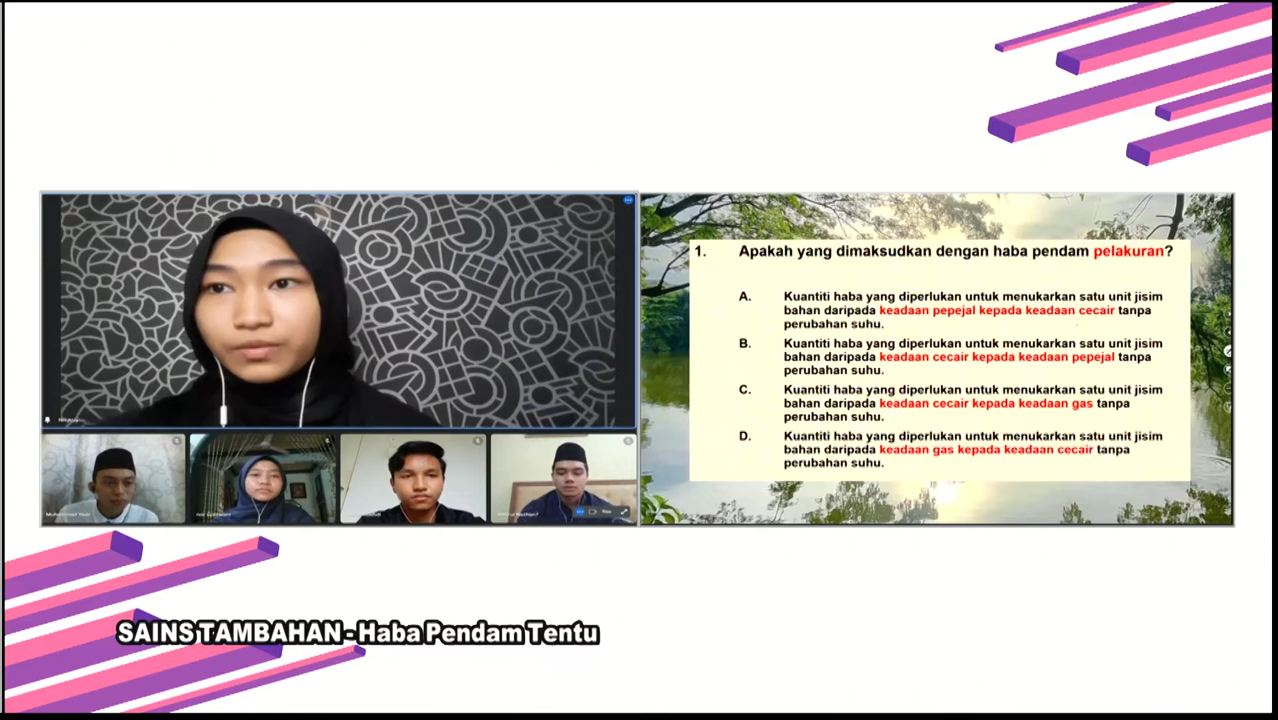 1. Apakah yang dimaksudkan dengan haba pendam pelakuran?
A. Kuantiti haba yang diperlukan untuk menukarkan satu unit jisim
bahan daripada keadaan pepejal kepada keadaan cecair tanpa
perubahan suhu.
B. Kuantiti haba yang diperlukan untuk menukarkan satu unit jisim
bahan daripada keadaan cecair kepada keadaan pepejal tanpa
perubahan suhu.
C. Kuantiti haba yang diperlukan untuk menukarkan satu unit jisim
bahan daripada keadaan cecair kepada keadaan gas tanpa
perubahan suhu.
D. Kuantiti haba yang diperlukan untuk menukarkan satu unit jisim
bahan daripada keadaan gas kepada keadaan cecair tanpa
perubahan suhu.
You
SAINS TAMBAHAN - Haba Pendam Tentu